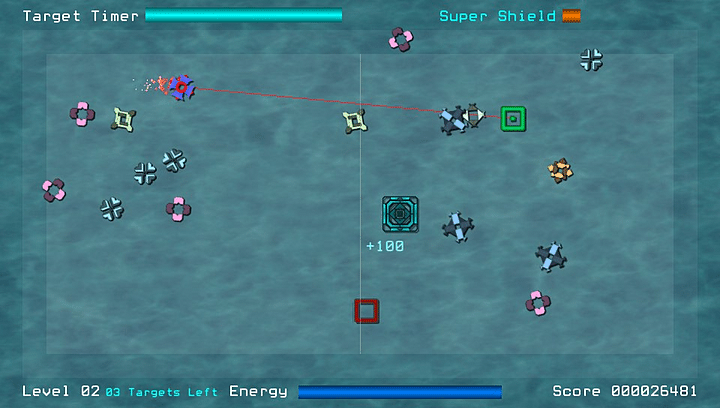 Target Timer Super Shield
+100
Level 02 03 Targets Left Energy Score 000026481